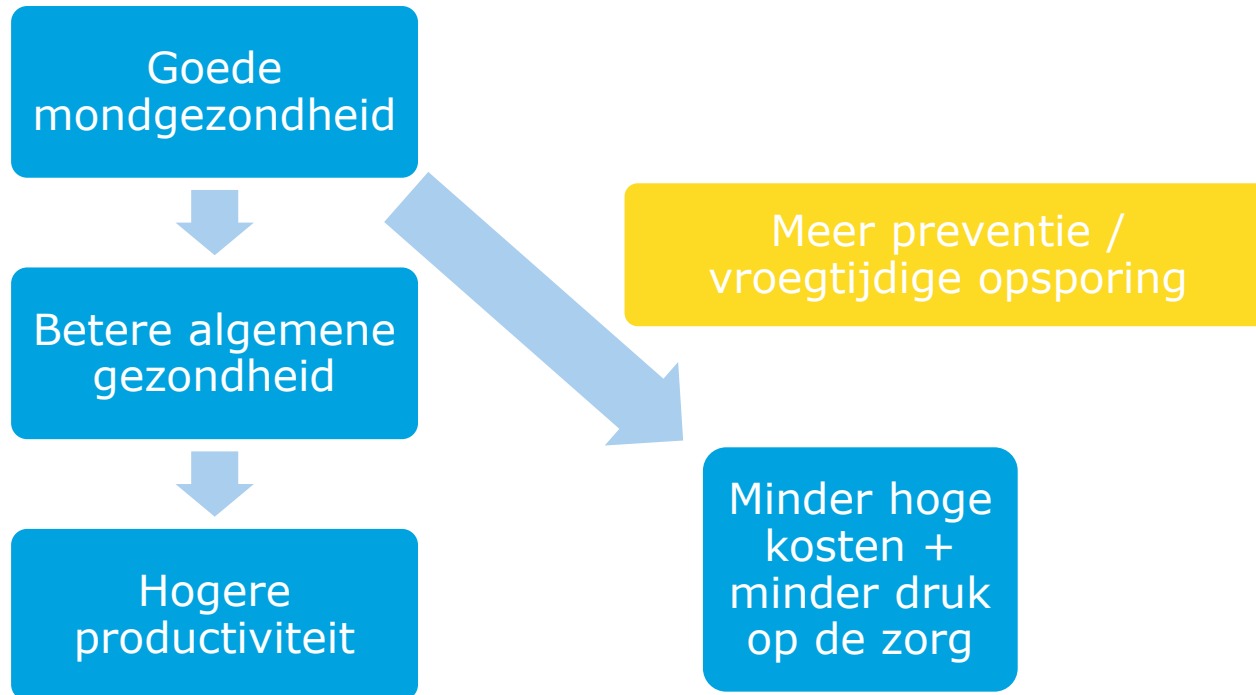 Goede
mondgezondheid
Meer preventie /
vroegtijdige opsporing
Betere algemene
gezondheid
Minder hoge
kosten +
minder druk
op de zorg
Hogere
productiviteit